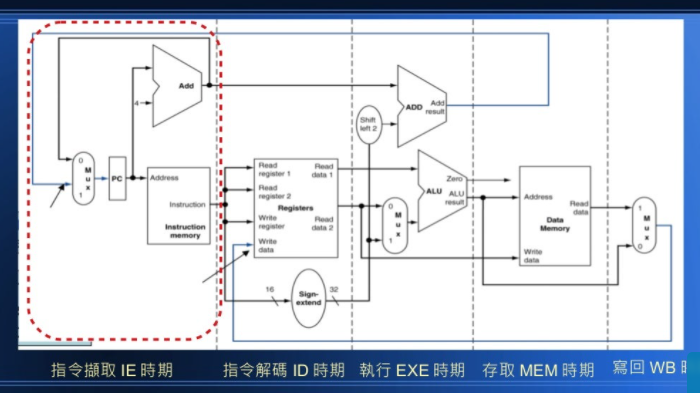 Add
4
ADD
Add
result
Shift
left 2
0
M
u
x
1
PC
Address
Instruction
Instruction
memory
Read
register 1
Read
data 1
Read
register 2
Registers
Write
register
Read
data 2
Write
data
0
M
u
x
1
Zero
ALU
ALU
result
Address
Read
data
Data
Memory
Write
data
1
M
u
x
0
16
Sign-
extend
32
指令擷取 IE 時期
指令解碼 ID 時期
執行 EXE 時期
存取 MEM 時期
寫回 WB